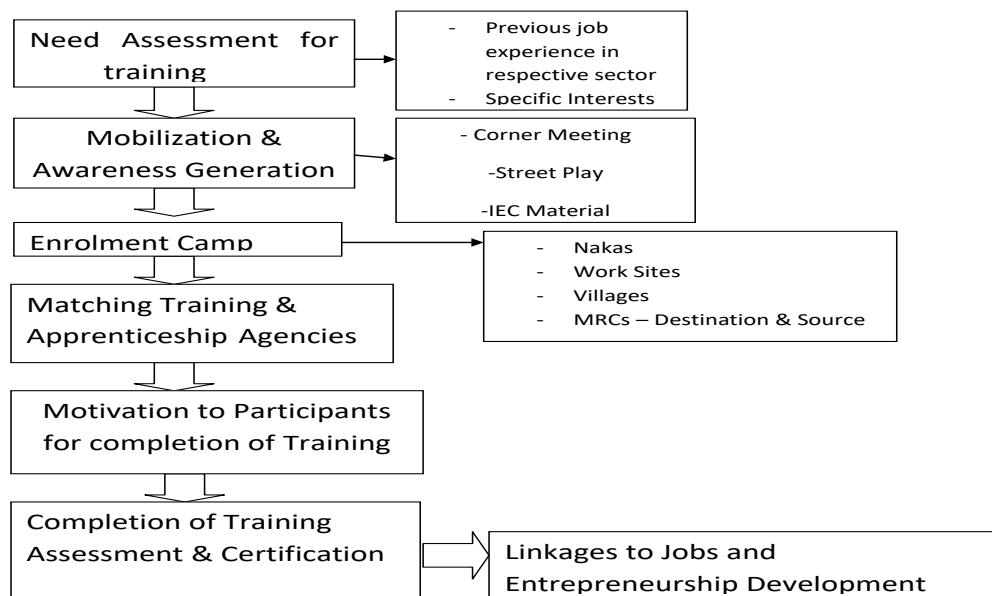 Need Assessment for
training
- Previous job
experience in
respective sector
- Specific Interests
Mobilization &
Awareness Generation
- Corner Meeting
-Street Play
-IEC Material
Enrolment Camp
- Nakas
- Work Sites
- Villages
- MRCs – Destination & Source
Matching Training &
Apprenticeship Agencies
Motivation to Participants
for completion of Training
Completion of Training
Assessment & Certification
Linkages to Jobs and
Entrepreneurship Development